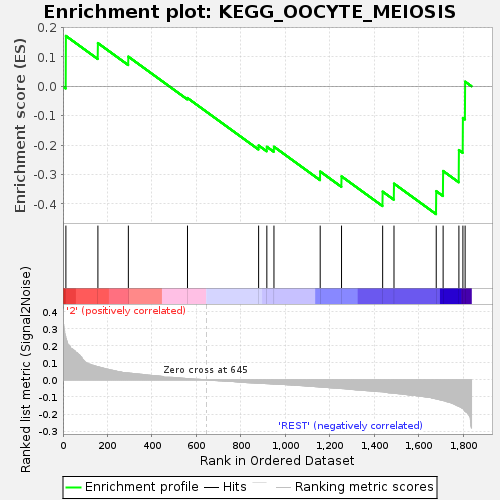 Enrichment plot: KEGG_OOCYTE_MEIOSIS
Enrichment score (ES)
0.2
0.1
0.0
-0.1
-0.2
-0.3
-0.4
'2' (positively correlated)
Zero cross at 645
'REST' (negatively correlated)
Ranked list metric (Signal2Noise)
0.4
0.3
0.2
0.1
0.0
-0.1
-0.2
-0.3
0 200 400 600 800 1,000 1,200 1,400 1,600 1,800
Rank in Ordered Dataset
Enrichment profile Hits Ranking metric scores